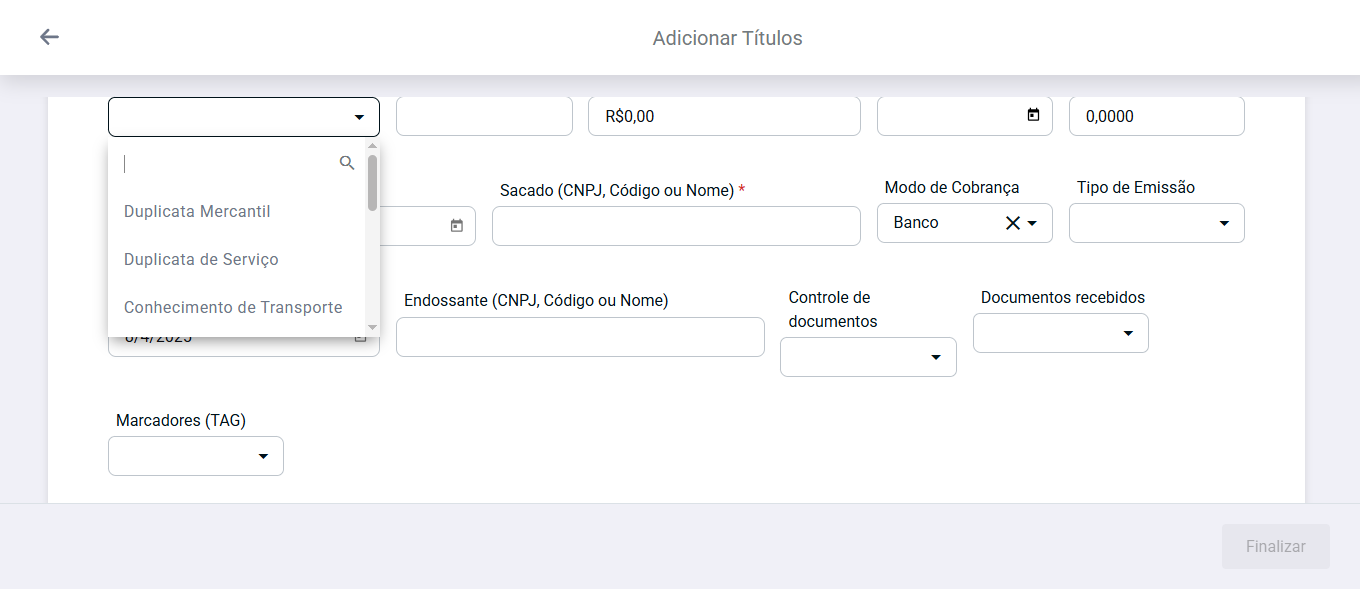 Adicionar Títulos
R$0,00
0,0000
Duplicata Mercantil
Duplicata de Serviço
Conhecimento de Transporte
Sacado (CNPJ, Código ou Nome) *
Modo de Cobrança
Tipo de Emissão
Banco
Endossante (CNPJ, Código ou Nome)
Controle de
documentos
Documentos recebidos
Marcadores (TAG)
Finalizar